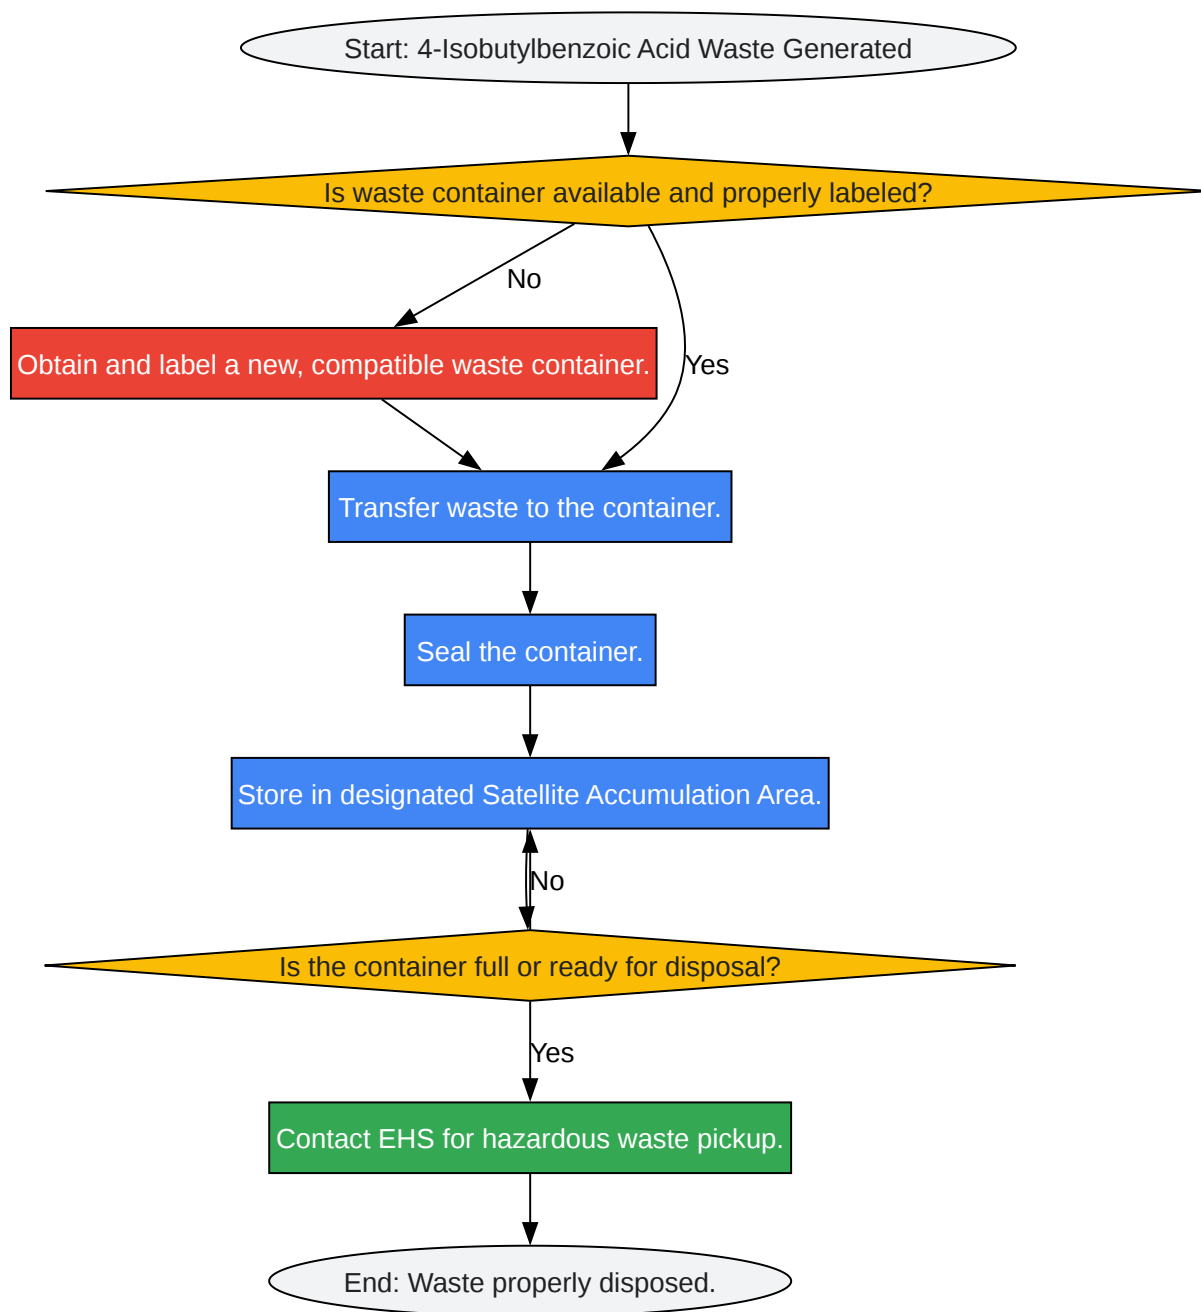 Start: 4-Isobutylbenzoic Acid Waste Generated
Is waste container available and properly labeled?
No
Obtain and label a new, compatible waste container.
Yes
Transfer waste to the container.
Seal the container.
Store in designated Satellite Accumulation Area.
No
Is the container full or ready for disposal?
Yes
Contact EHS for hazardous waste pickup.
End: Waste properly disposed.